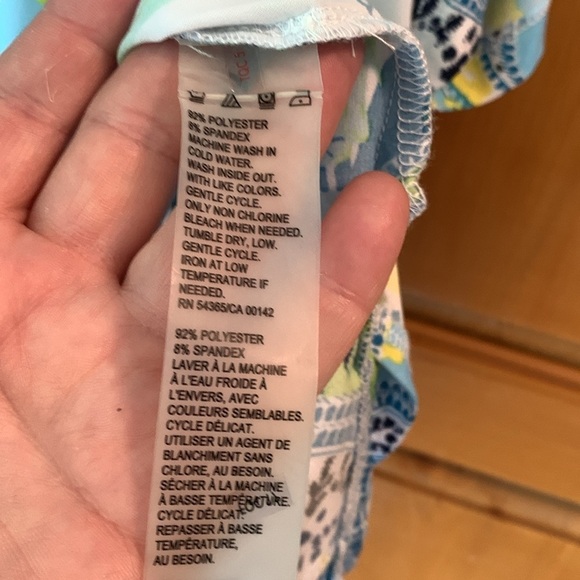 92% POLYESTER
8% SPANDEX
MACHINE WASH IN
COLD WATER.
WASH INSIDE OUT.
WITH LIKE COLORS.
GENTLE CYCLE.
ONLY NON CHLORINE
BLEACH WHEN NEEDED.
TUMBLE DRY, LOW.
GENTLE CYCLE.
IRON AT LOW
TEMPERATURE IF
NEEDED.
RN 54365/CA 00142
92% POLYESTER
8% SPANDEX
LAVER À LA MACHINE
À L'EAU FROIDE À
L'ENVERS, AVEC
COULEURS SEMBLABLES.
CYCLE DÉLICAT.
UTILISER UN AGENT DE
BLANCHIMENT SANS
CHLORE, AU BESOIN.
SÉCHER À LA MACHINE
À BASSE TEMPÉRATURE.
CYCLE DÉLICAT.
REPASSER À BASSE
TEMPÉRATURE,
AU BESOIN.